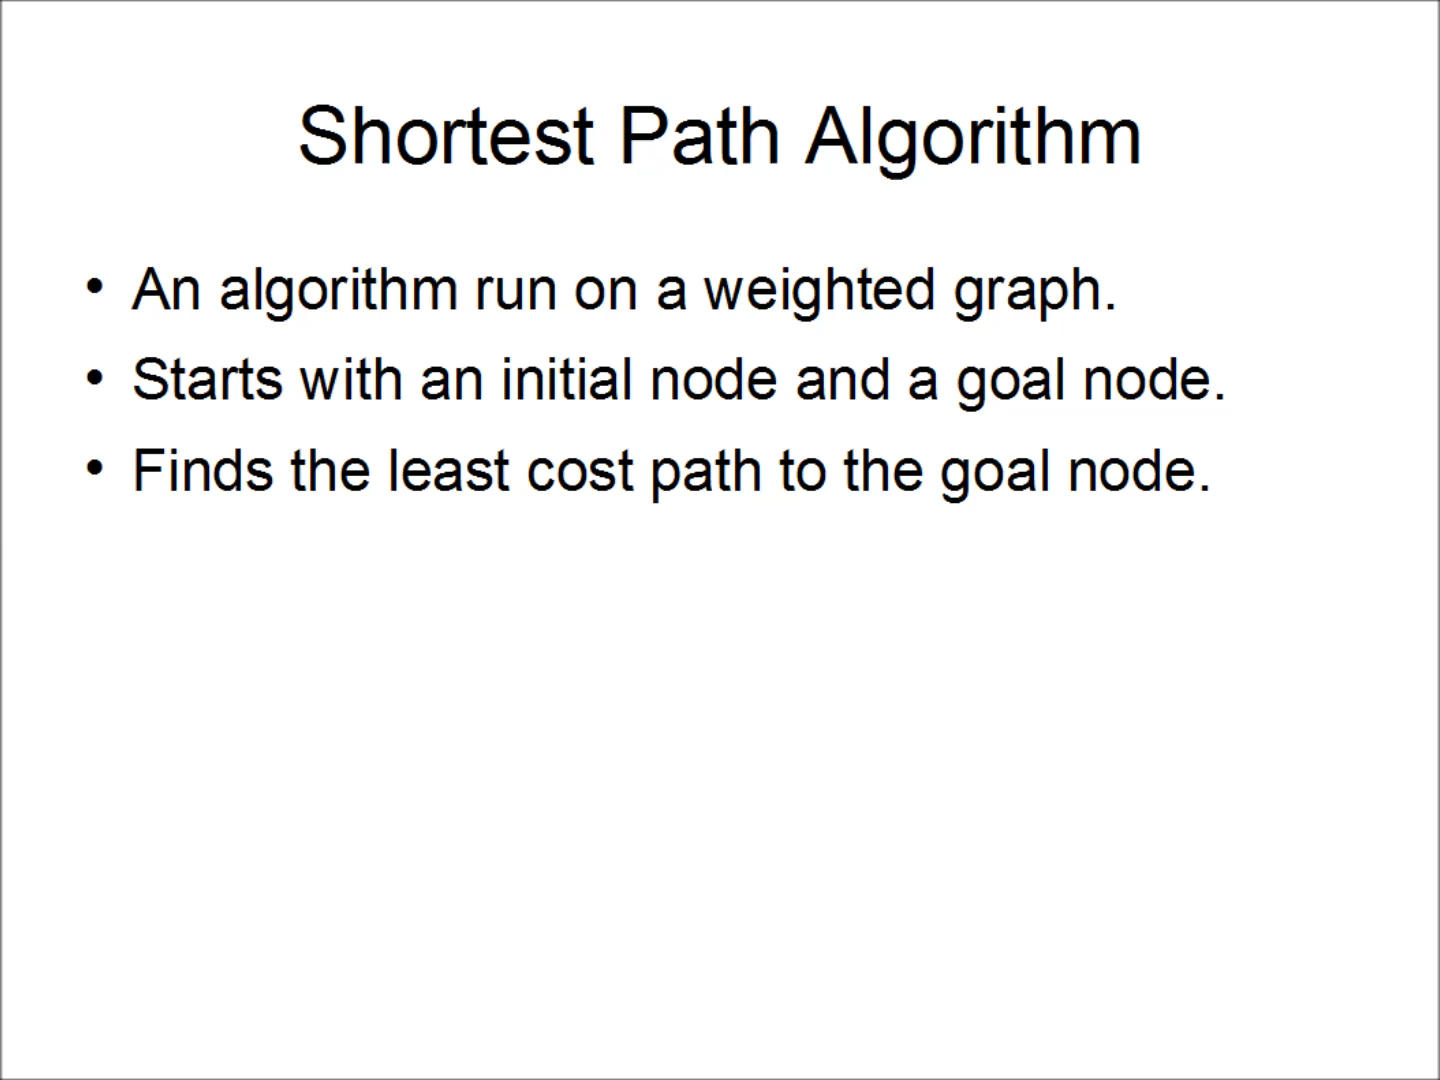 Shortest Path Algorithm
• An algorithm run on a weighted graph.
• Starts with an initial node and a goal node.
• Finds the least cost path to the goal node.